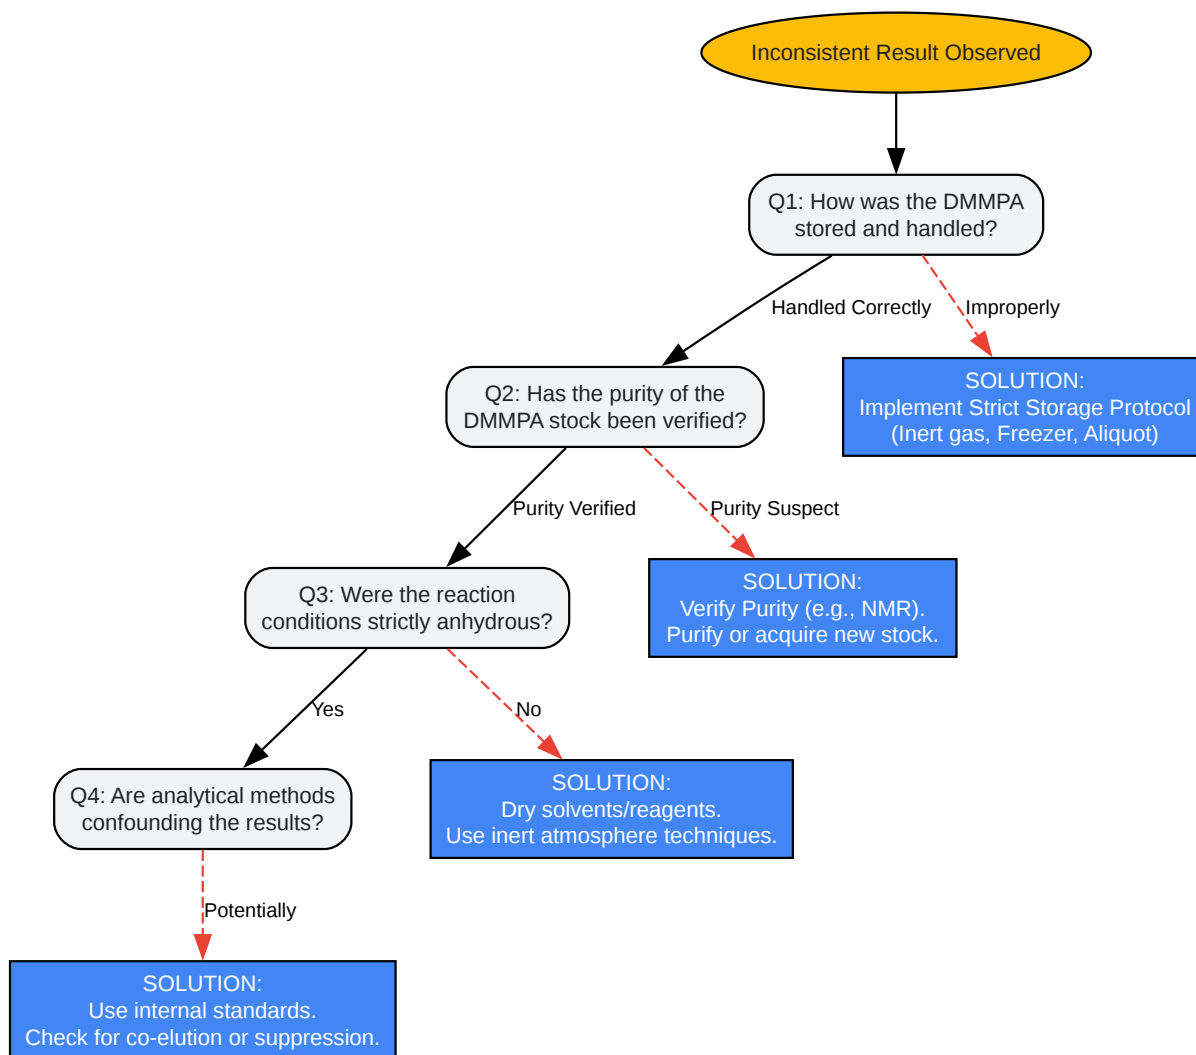 Inconsistent Result Observed
Q1: How was the DMMPA
stored and handled?
Handled Correctly
Improperly
Q2: Has the purity of the
DMMPA stock been verified?
SOLUTION:
Implement Strict Storage Protocol
(Inert gas, Freezer, Aliquot)
Purity Verified
Purity Suspect
Q3: Were the reaction
conditions strictly anhydrous?
SOLUTION:
Verify Purity (e.g., NMR).
Purify or acquire new stock.
Yes
No
Q4: Are analytical methods
confounding the results?
SOLUTION:
Dry solvents/reagents.
Use inert atmosphere techniques.
Potentially
SOLUTION:
Use internal standards.
Check for co-elution or suppression.